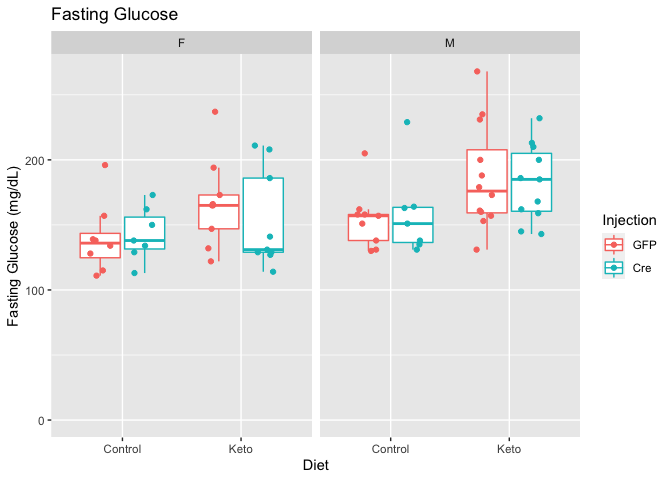 Fasting Glucose
F
M
Fasting Glucose (mg/dL)
200
100
0
Control
Keto
Control
Keto
Diet
Injection
GFP
Cre